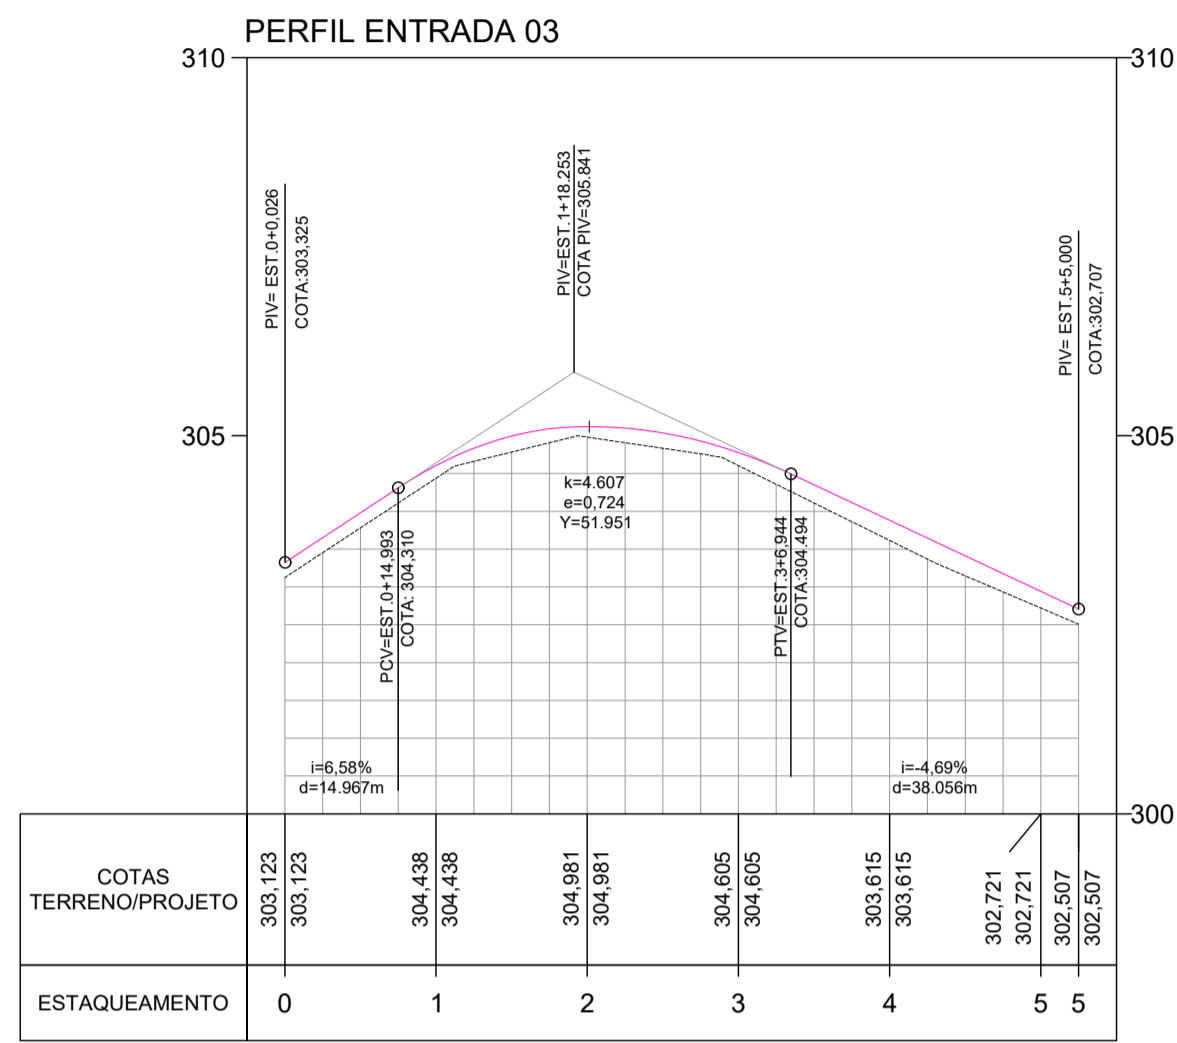 PERFIL ENTRADA 03
310
310
PIV= EST.0+0,026
COTA:303,325
PIV=EST.1+18.253
COTA PIV=305.841
PIV= EST.5+5,000
COTA:302,707
305
305
k=4.607
e=0,724
Y=51.951
PCV=EST.0+14,993
COTA: 304,310
PTV=EST.3+6,944
COTA:304.494
i=6,58%
d=14.967m
i=-4,69%
d=38.056m
300
COTAS
TERRENO/PROJETO
303,123
303,123
304,438
304,438
304,981
304,981
304,605
304,605
303,615
303,615
302,721
302,721
302,507
302,507
ESTAQUEAMENTO
0 1 2 3 4 5 5